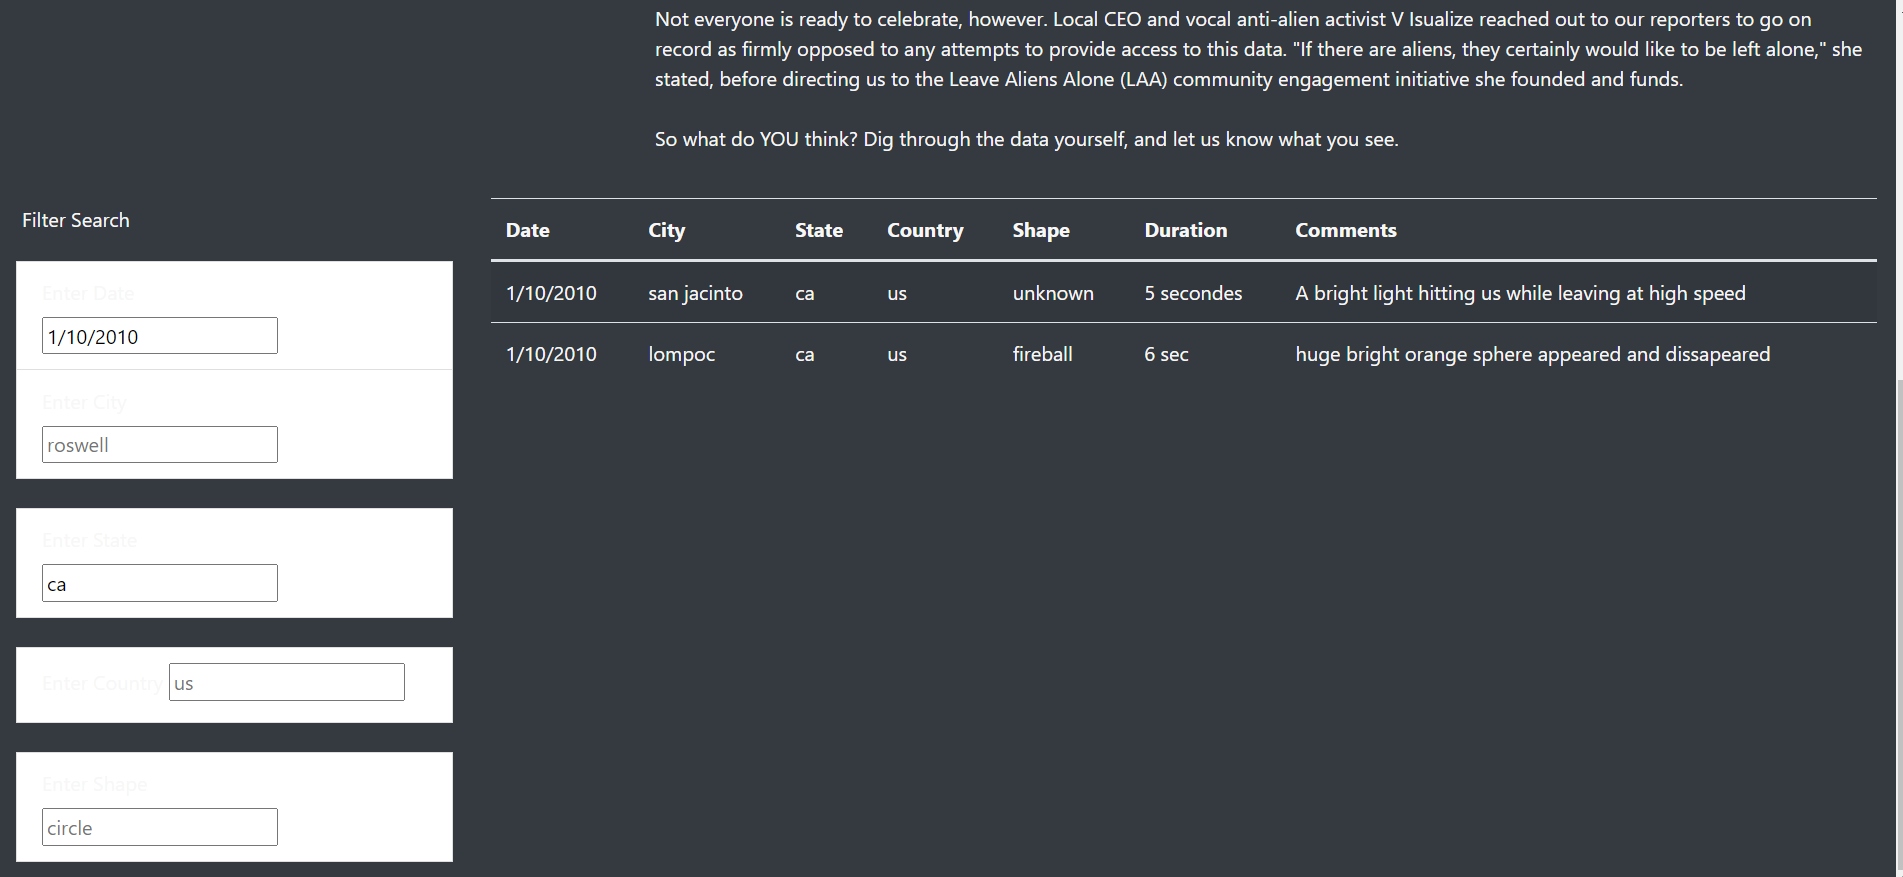 Not everyone is ready to celebrate, however. Local CEO and vocal anti-alien activist V Isualize reached out to our reporters to go on
record as firmly opposed to any attempts to provide access to this data. "If there are aliens, they certainly would like to be left alone," she
stated, before directing us to the Leave Aliens Alone (LAA) community engagement initiative she founded and funds.
So what do YOU think? Dig through the data yourself, and let us know what you see.
Filter Search
Enter Date
1/10/2010
Enter City
roswell
Enter State
ca
Enter Country us
Enter Shape
circle
Date City State Country Shape Duration Comments
1/10/2010 san jacinto ca us unknown 5 secondes A bright light hitting us while leaving at high speed
1/10/2010 lompoc ca us fireball 6 sec huge bright orange sphere appeared and dissapeared